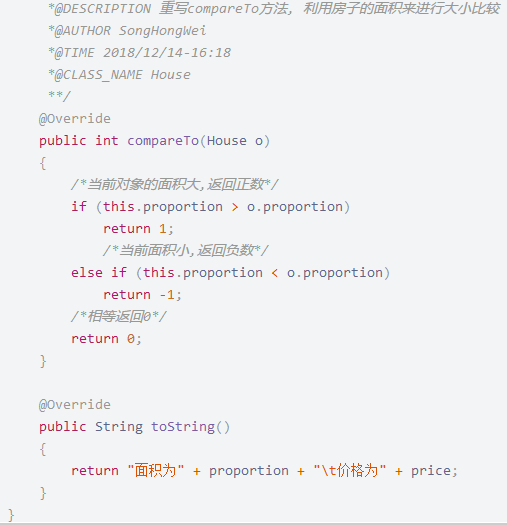 *@DESCRIPTION 重写compareTo方法, 利用房子的面积来进行大小比较
*@AUTHOR SongHongWei
*@TIME 2018/12/14-16:18
*@CLASS_NAME House
**/
@Override
public int compareTo(House o)
{
/*当前对象的面积大,返回正数*/
if (this.proportion > o.proportion)
return 1;
/*当前面积小,返回负数*/
else if (this.proportion < o.proportion)
return -1;
/*相等返回0*/
return 0;
}
@Override
public String toString()
{
return "面积为" + proportion + "\t价格为" + price;
}
}